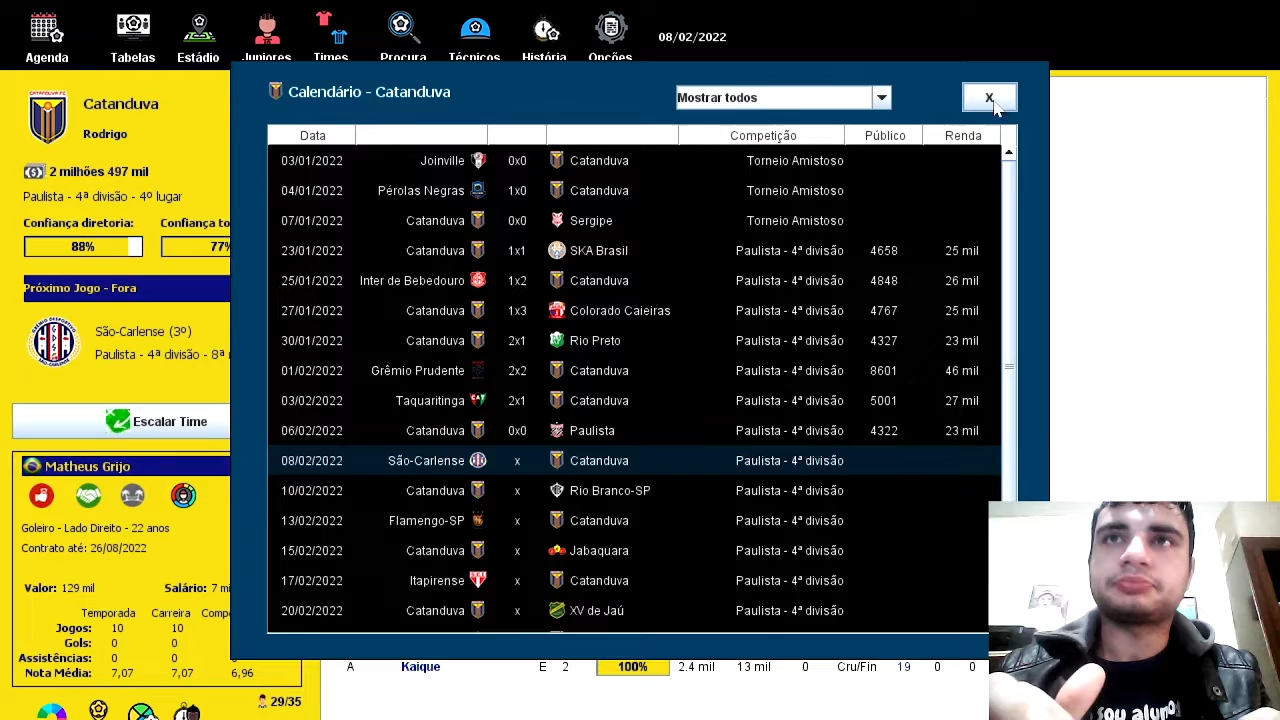 Agenda Tabelas Estádio Juniores Times Procura Técnicos História Opções 08/02/2022
Catanduva
Rodrigo
2 milhões 497 mil
Paulista - 4ª divisão - 4º lugar
Confiança diretoria: Confiança to
88% 77%
Próximo Jogo - Fora
São-Carlense (3º)
Paulista - 4ª divisão - 8ª
Escalar Time
Matheus Grijo
Goleiro - Lado Direito - 22 anos
Contrato até: 26/08/2022
Valor: 129 mil Salário: 7 mi
Temporada Carreira Compe
Jogos: 10 10
Gols: 0 0
Assistências: 0 0
Nota Média: 7,07 7,07 6,96
29/35
Calendário - Catanduva Mostrar todos X
Data Competição Público Renda
03/01/2022 Joinville 0x0 Catanduva Torneio Amistoso
04/01/2022 Pérolas Negras 1x0 Catanduva Torneio Amistoso
07/01/2022 Catanduva 0x0 Sergipe Torneio Amistoso
23/01/2022 Catanduva 1x1 SKA Brasil Paulista - 4ª divisão 4658 25 mil
25/01/2022 Inter de Bebedouro 1x2 Catanduva Paulista - 4ª divisão 4848 26 mil
27/01/2022 Catanduva 1x3 Colorado Caieiras Paulista - 4ª divisão 4767 25 mil
30/01/2022 Catanduva 2x1 Rio Preto Paulista - 4ª divisão 4327 23 mil
01/02/2022 Grêmio Prudente 2x2 Catanduva Paulista - 4ª divisão 8601 46 mil
03/02/2022 Taquaritinga 2x1 Catanduva Paulista - 4ª divisão 5001 27 mil
06/02/2022 Catanduva 0x0 Paulista Paulista - 4ª divisão 4322 23 mil
08/02/2022 São-Carlense x Catanduva Paulista - 4ª divisão
10/02/2022 Catanduva x Rio Branco-SP Paulista - 4ª divisão
13/02/2022 Flamengo-SP x Catanduva Paulista - 4ª divisão
15/02/2022 Catanduva x Jabaquara Paulista - 4ª divisão
17/02/2022 Itapirense x Catanduva Paulista - 4ª divisão
20/02/2022 Catanduva x XV de Jaú Paulista - 4ª divisão
A Kaique E 2 100% 2.4 mil 13 mil 0 Cru/Fin 19 0 0
sou aluno